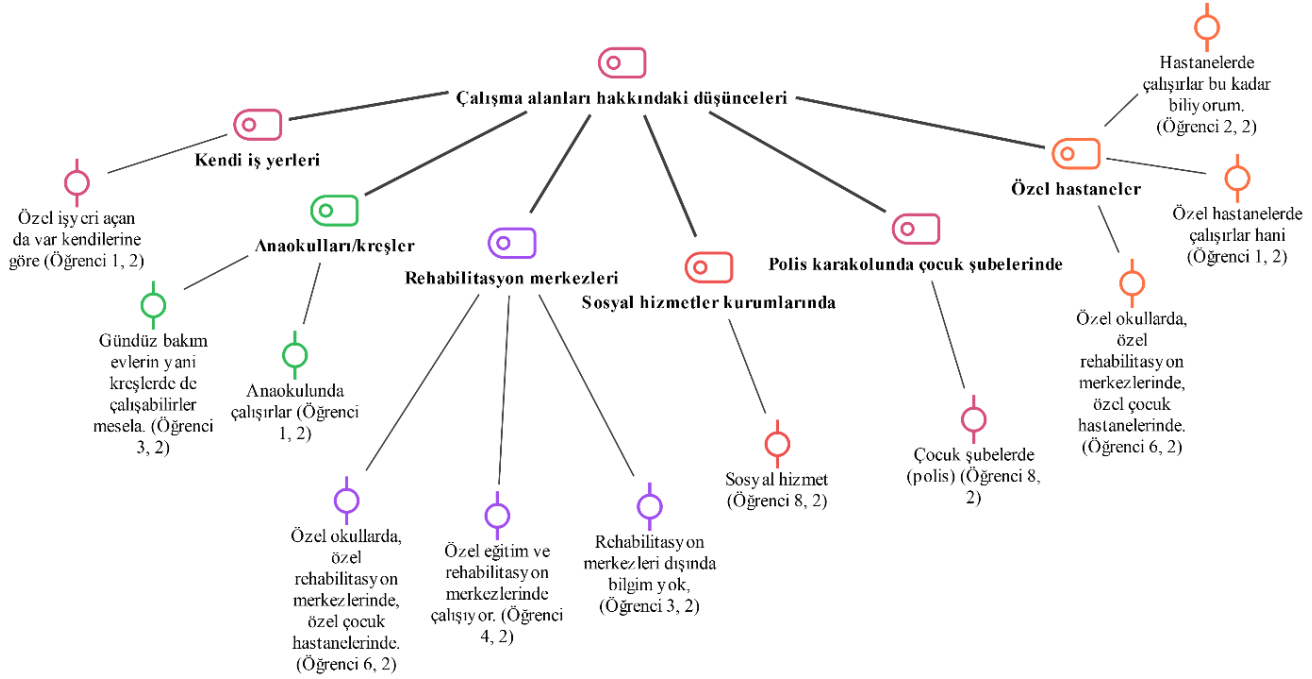 Çalışma alanları hakkındaki düşünceleri
Kendi iş yerleri
Özel işyeri açan
da var kendilerine
göre (Öğrenci 1, 2)
Anaokulları/kreşler
Gündüz bakım
evlerin yani
kreşlerde de
çalışabilirler
mesela. (Öğrenci
3, 2)
Anaokulunda
çalışırlar (Öğrenci
1, 2)
Rehabilitasyon merkezleri
Özel okullarda,
özel
rehabilitasyon
merkezlerinde,
özel çocuk
hastanelerinde.
(Öğrenci 6, 2)
Özel eğitim ve
rehabilitasyon
merkezlerinde
çalışıyor. (Öğrenci
4, 2)
Rehabilitasyon
merkezleri dışında
bilgim yok,
(Öğrenci 3, 2)
Sosyal hizmetler kurumlarında
Sosyal hizmet
(Öğrenci 8, 2)
Polis karakolunda çocuk şubelerinde
Çocuk şubelerde
(polis) (Öğrenci 8,
2)
Özel hastaneler
Hastanelerde
çalışırlar bu kadar
biliyorum.
(Öğrenci 2, 2)
Özel hastanelerde
çalışırlar hani
(Öğrenci 1, 2)
Özel okullarda,
özel
rehabilitasyon
merkezlerinde,
özel çocuk
hastanelerinde.
(Öğrenci 6, 2)